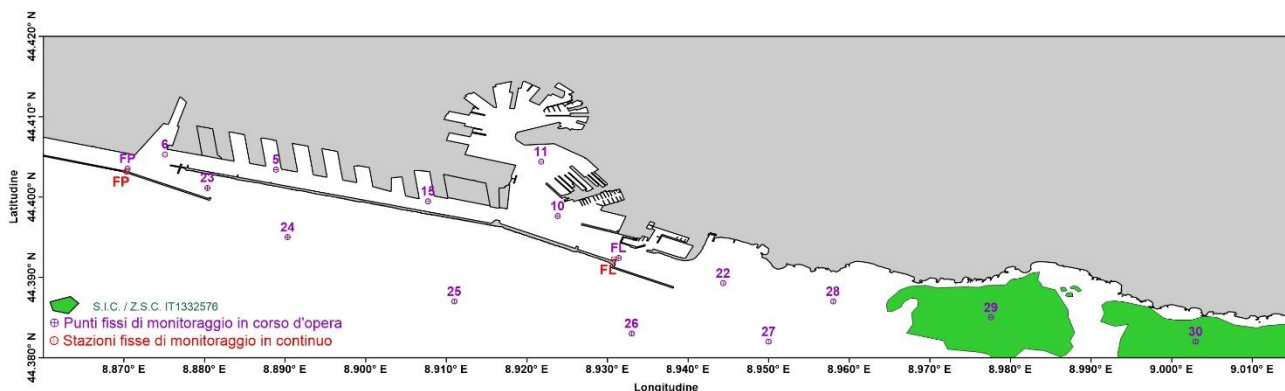 44.420° N
44.410° N
44.400° N
44.390° N
44.380° N
Latitudine
11
6
5
FP
FP
23
15
10
24
FL
FL
22
25
28
29
26
27
30
S.I.C. / Z.S.C. IT1332576
Punti fissi di monitoraggio in corso d'opera
Stazioni fisse di monitoraggio in continuo
8.870° E 8.880° E 8.890° E 8.900° E 8.910° E 8.920° E 8.930° E 8.940° E 8.950° E 8.960° E 8.970° E 8.980° E 8.990° E 9.000° E 9.010° E
Longitudine